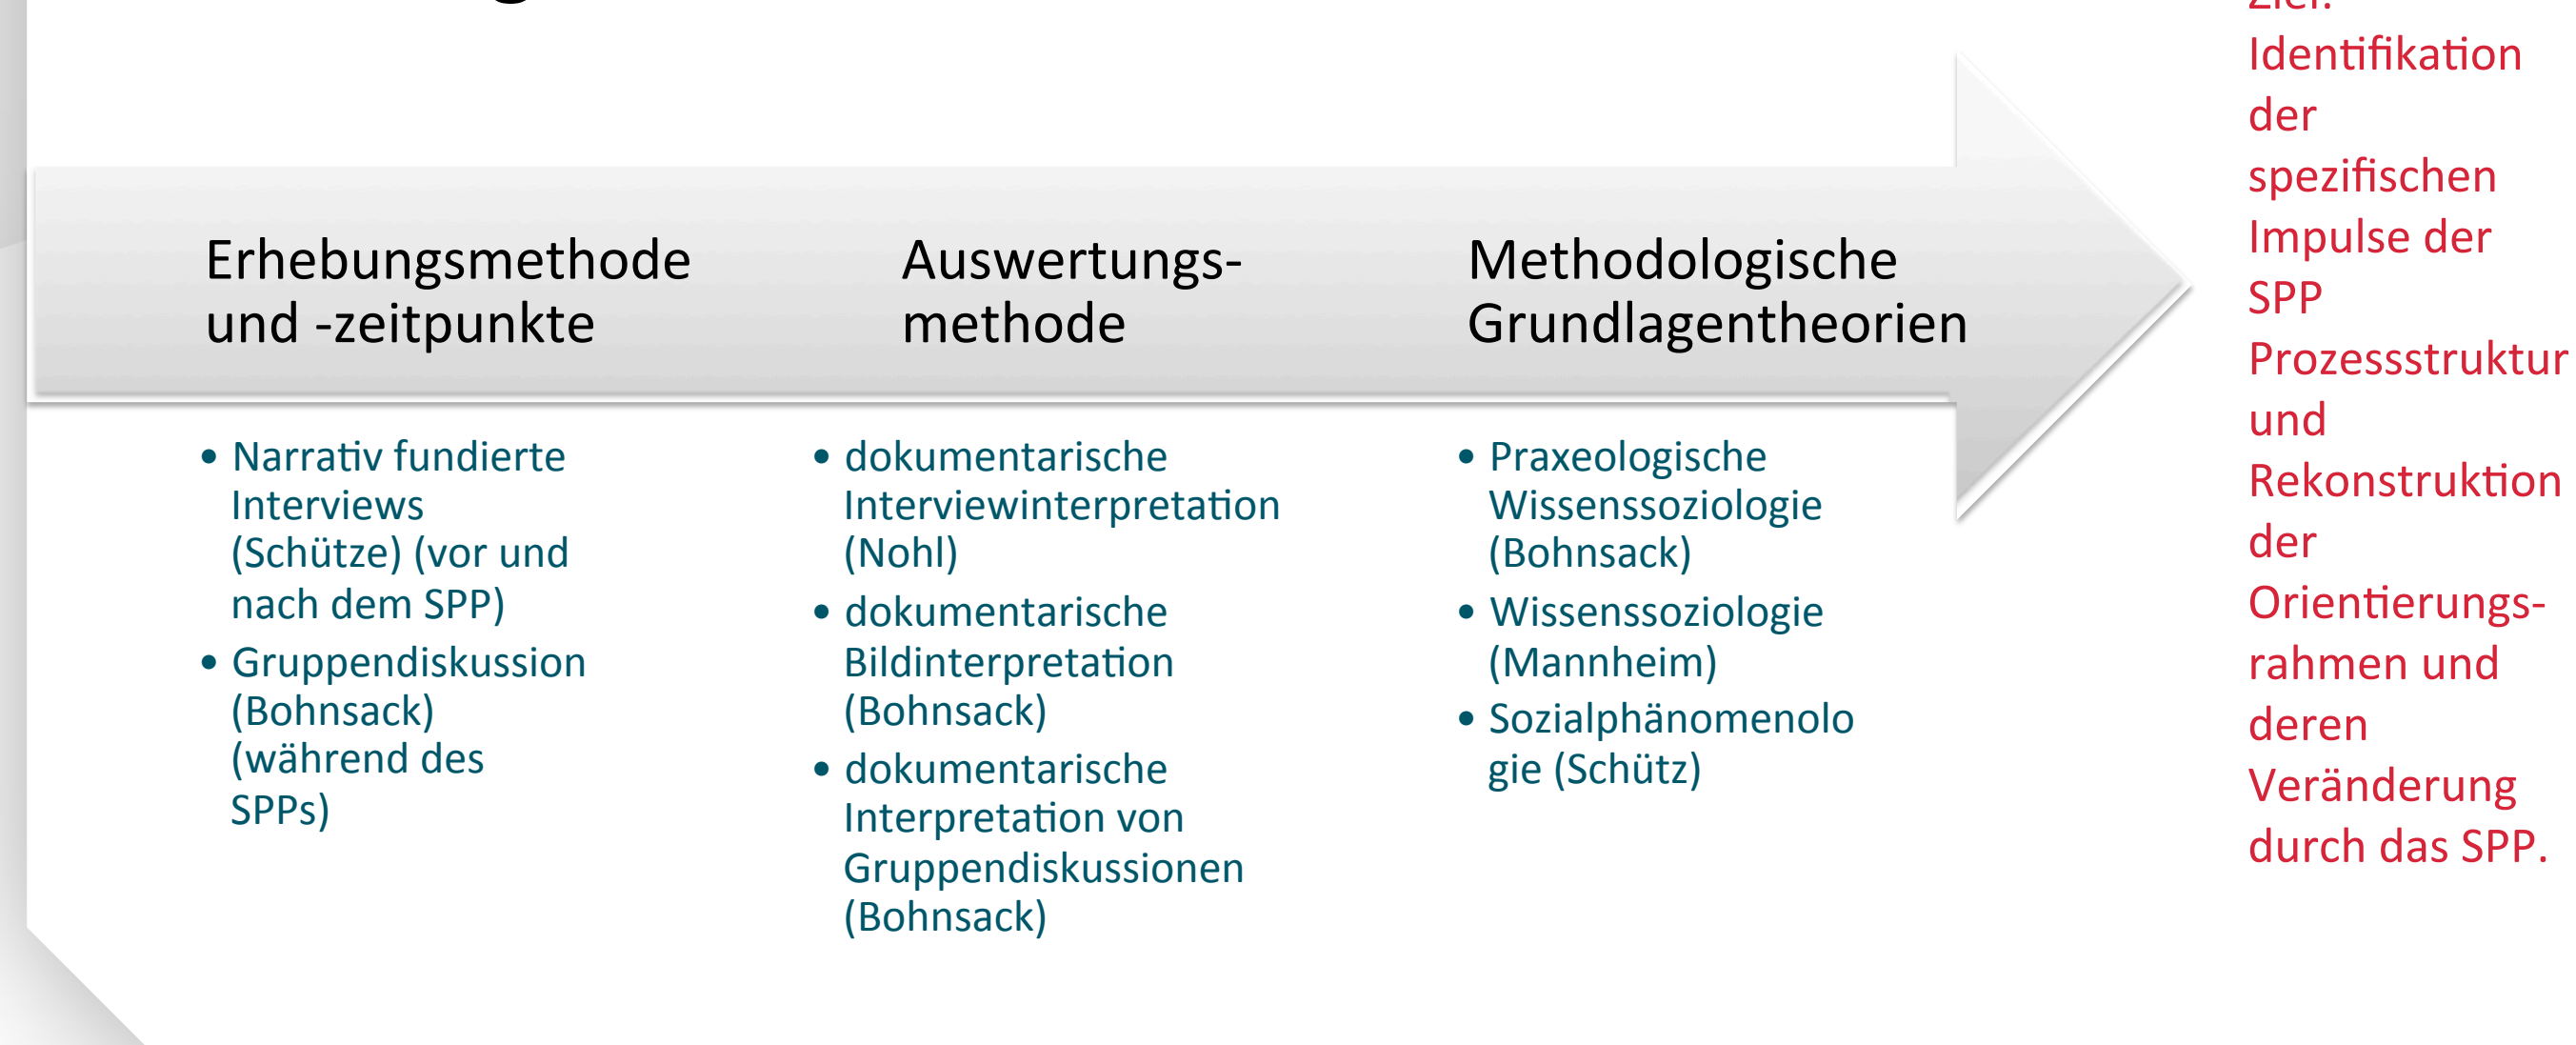 Erhebungsmethode
und -zeitpunkte
Narrativ fundierte
Interviews
(Schütze) (vor und
nach dem SPP)
Gruppendiskussion
(Bohnsack)
(während des
SPPs)
Auswertungs-
methode
dokumentarische
Interviewinterpretation
(Nohl)
dokumentarische
Bildinterpretation
(Bohnsack)
dokumentarische
Interpretation von
Gruppendiskussionen
(Bohnsack)
Methodologische
Grundlagentheorien
Praxeologische
Wissenssoziologie
(Bohnsack)
Wissenssoziologie
(Mannheim)
Sozialphänomenolo
gie (Schütz)
Ziel:
Identifikation
der
spezifischen
Impulse der
SPP
Prozessstruktur
und
Rekonstruktion
der
Orientierungs-
rahmen und
deren
Veränderung
durch das SPP.